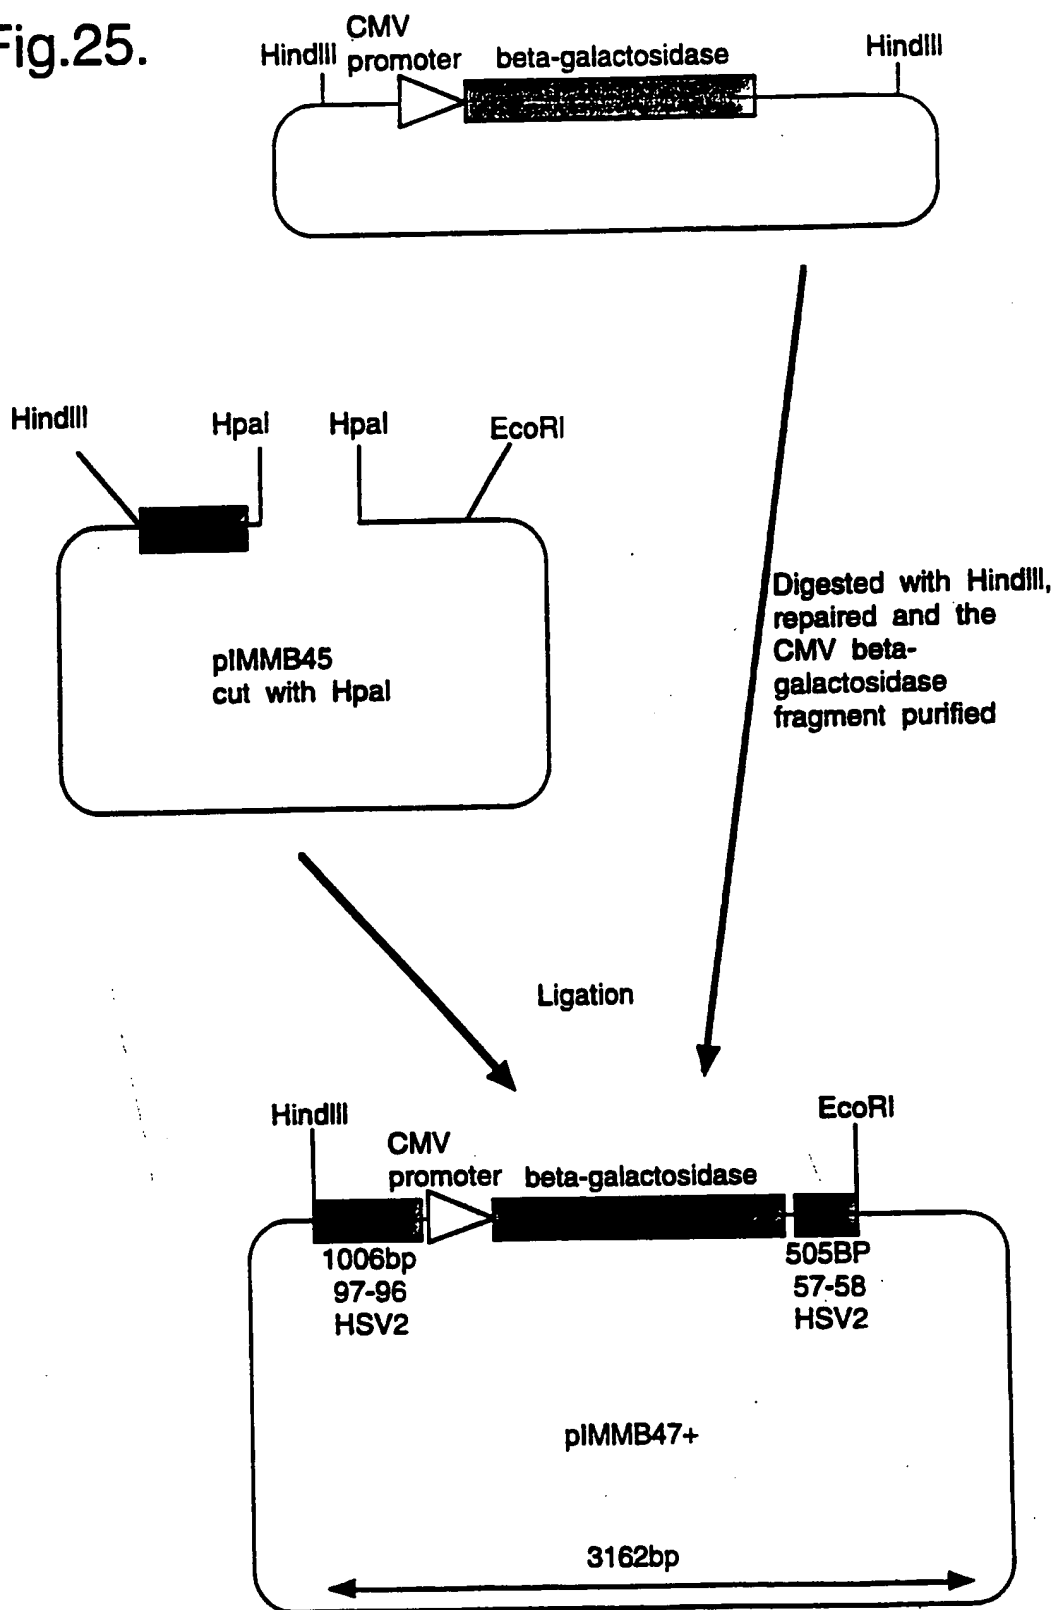 Fig.25.
HindIII
CMV
promoter
beta-galactosidase
HindIII
HindIII
HpaI
HpaI
EcoRI
pIMMB45
cut with HpaI
Digested with HindIII,
repaired and the
CMV beta-
galactosidase
fragment purified
Ligation
HindIII
CMV
promoter
beta-galactosidase
EcoRI
1006bp
97-96
HSV2
505BP
57-58
HSV2
pIMMB47+
3162bp